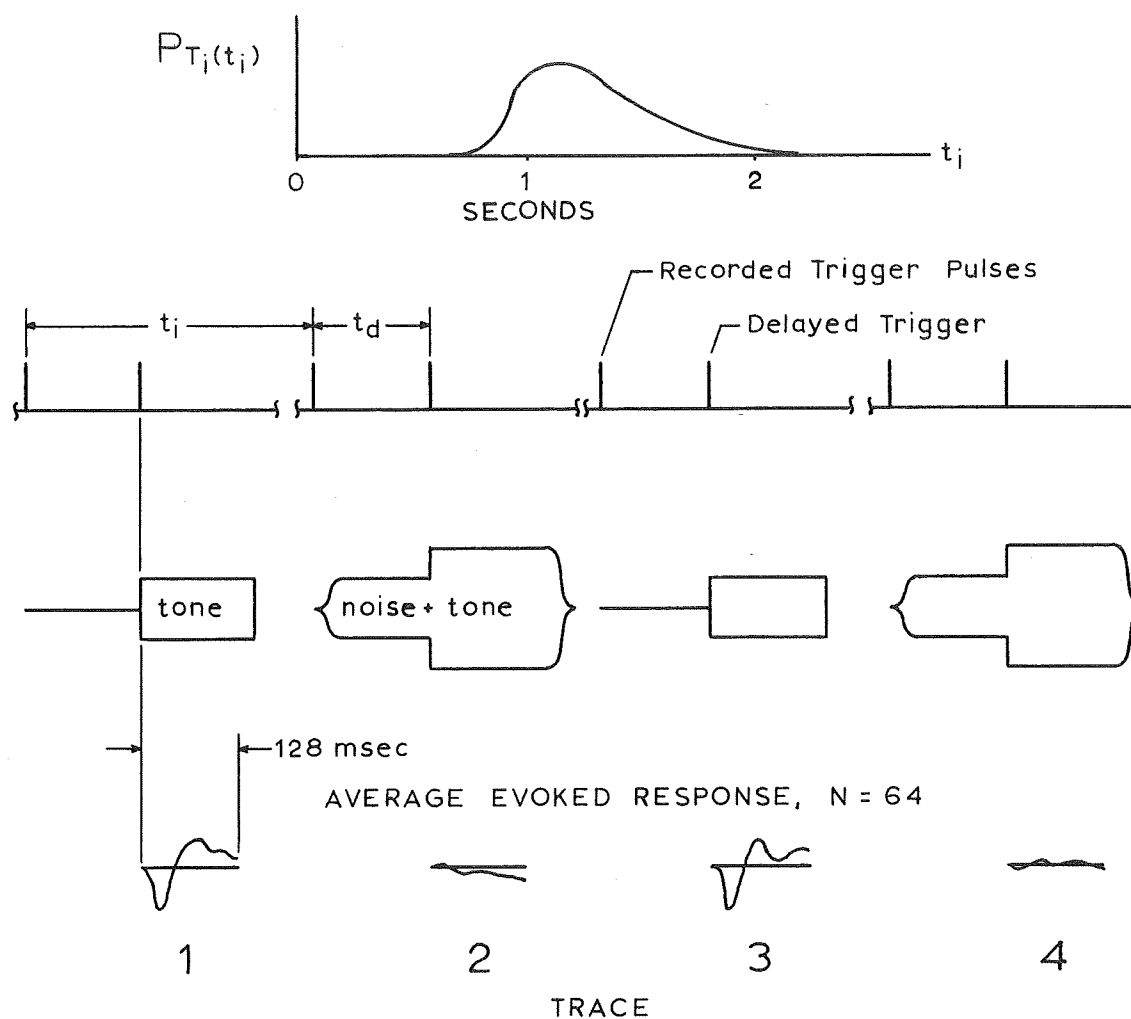 P_{T_i}(t_i)
t_i
0 1 2
SECONDS
Recorded Trigger Pulses
t_i t_d Delayed Trigger
tone noise + tone
128 msec
AVERAGE EVOKED RESPONSE, N = 64
1 2 3 4
TRACE